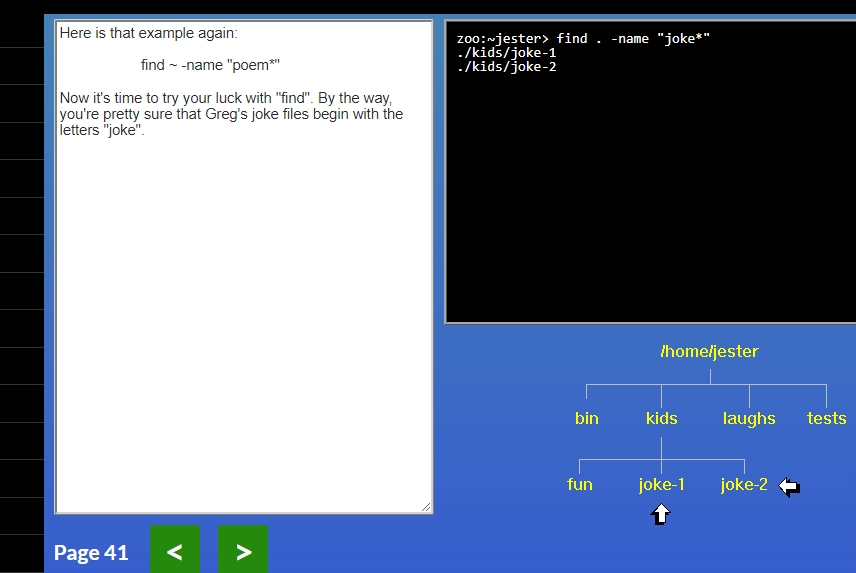 Here is that example again:
find ~ -name "poem*"
Now it's time to try your luck with "find". By the way,
you're pretty sure that Greg's joke files begin with the
letters "joke".
Page 41 < >
zoo:~jester> find . -name "joke*"
./kids/joke-1
./kids/joke-2
/home/jester
bin kids laughs tests
fun joke-1 joke-2